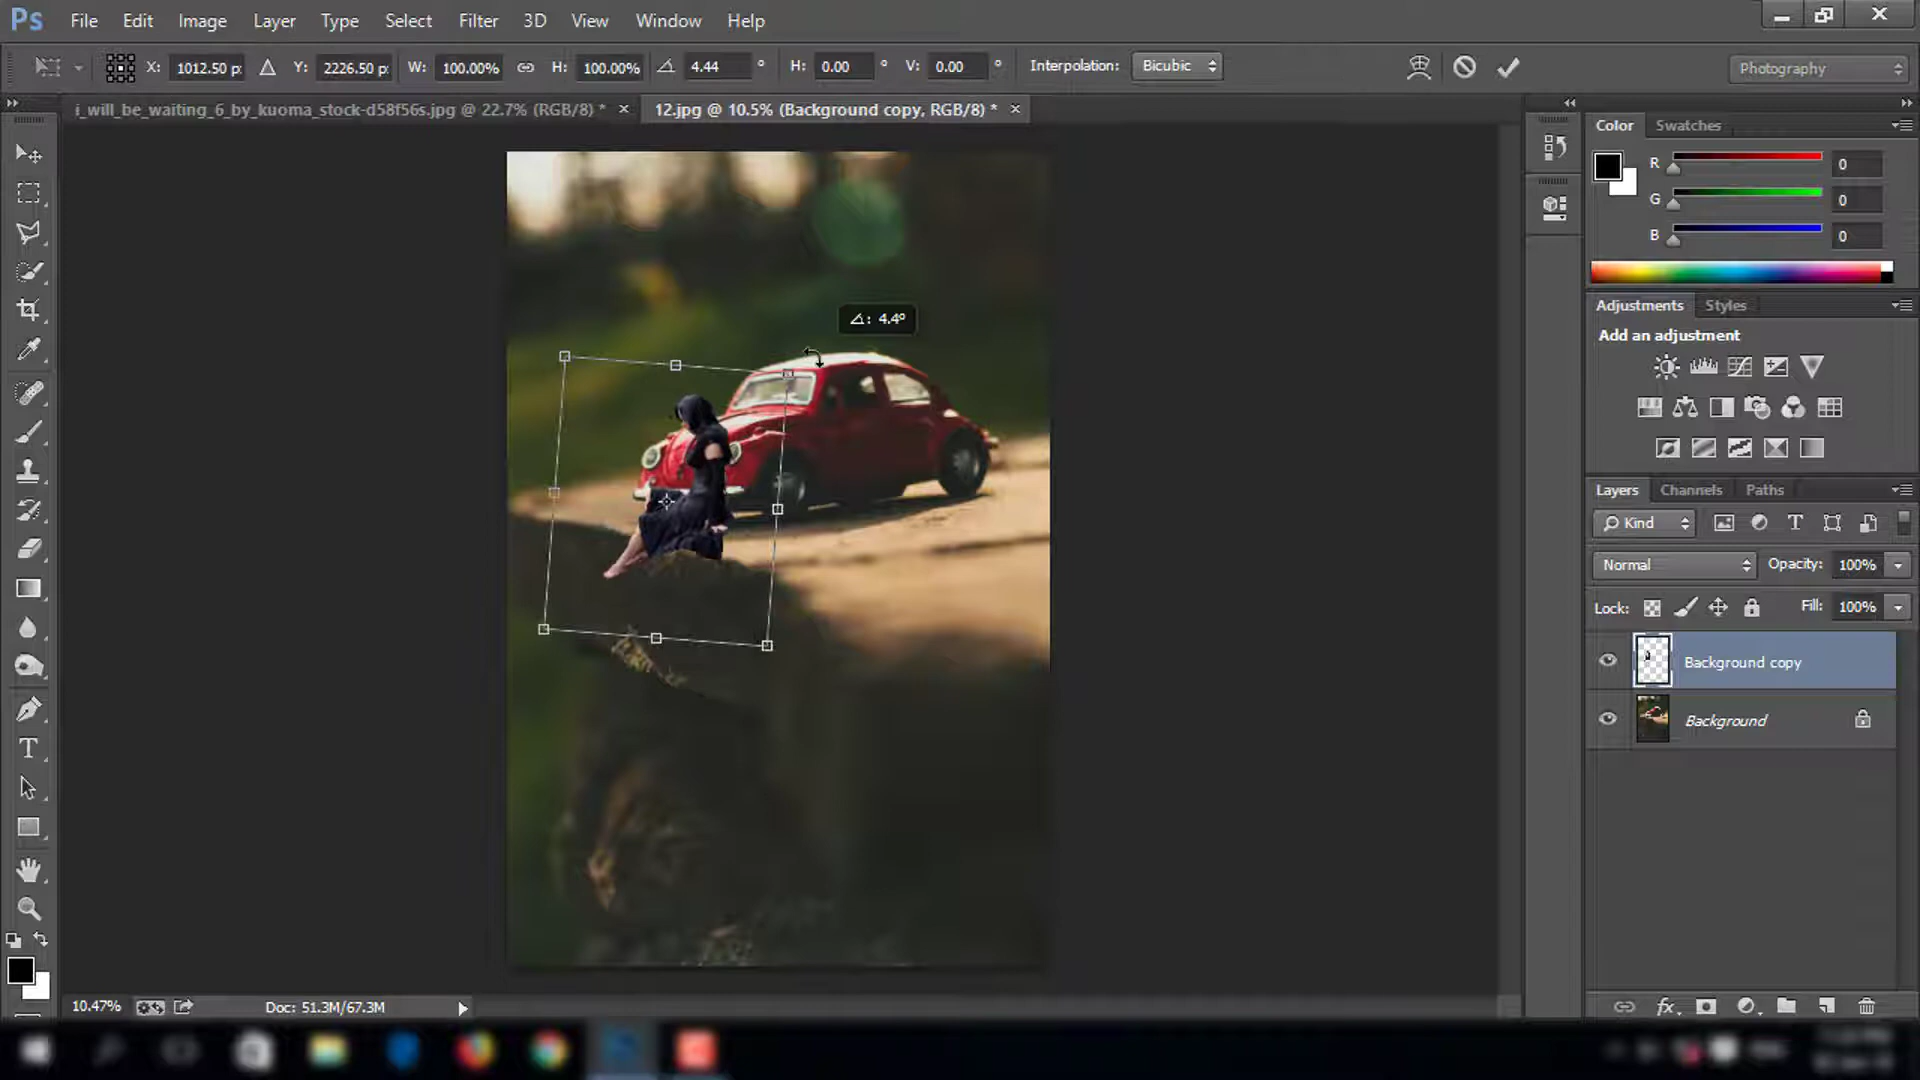 Ps File Edit Image Layer Type Select Filter 3D View Window Help
X: 1012.50 p: Y: 2226.50 p: W: 100.00% H: 100.00% 4.44 ° H: 0.00 ° V: 0.00 ° Interpolation: Bicubic Photography
i_will_be_waiting_6_by_kuoma_stock-d58f56s.jpg @ 22.7% (RGB/8) * × 12.jpg @ 10.5% (Background copy, RGB/8) * ×
Color Swatches
R 0
G 0
B 0
Adjustments Styles
Add an adjustment
: 4.4°
Layers Channels Paths
Kind
Normal Opacity: 100%
Lock: Fill: 100%
Background copy
Background
10.47% Doc: 51.3M/67.3M